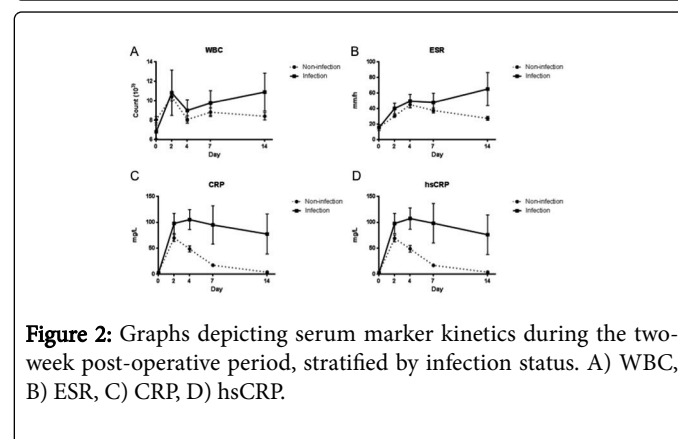 A
WBC
Count (10^9)
14
12
10
8
6
0 2 4 7 14
Day
Non-infection
Infection
B
ESR
mm/h
100
80
60
40
20
0
0 2 4 7 14
Day
Non-infection
Infection
C
CRP
mg/L
150
100
50
0
0 2 4 7 14
Day
Non-infection
Infection
D
hsCRP
mg/L
150
100
50
0
0 2 4 7 14
Day
Non-infection
Infection
Figure 2: Graphs depicting serum marker kinetics during the two-
week post-operative period, stratified by infection status. A) WBC,
B) ESR, C) CRP, D) hsCRP.